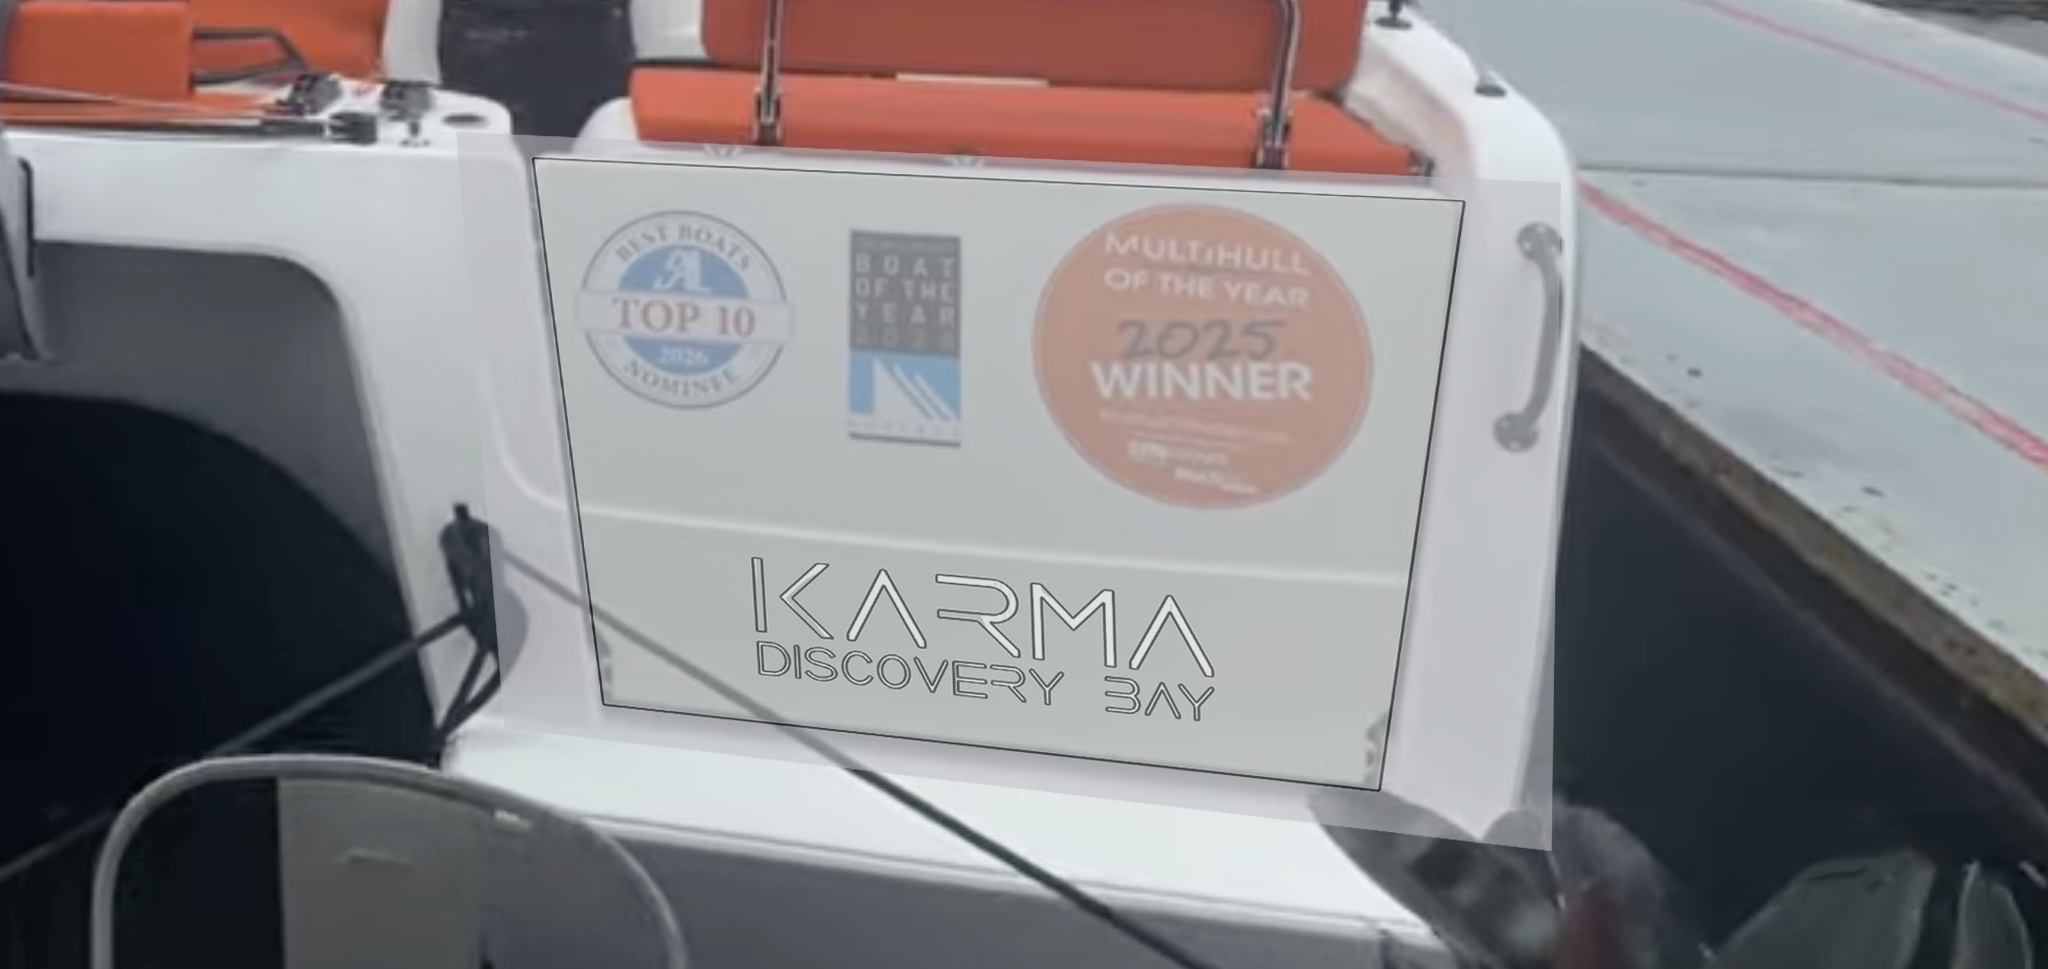 BEST BOATS
TOP 10
2026
NOMINEE
BOAT
OF THE
YEAR
MULTIHULL
OF THE YEAR
2025
WINNER
KARMA
DISCOVERY BAY